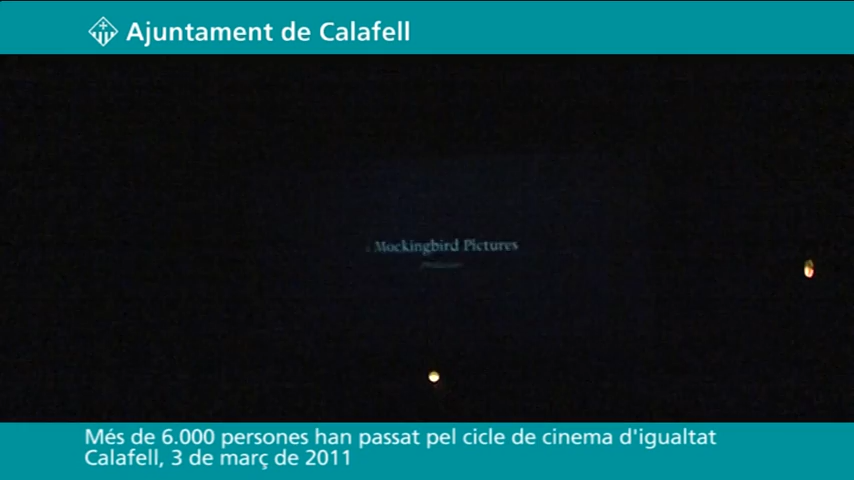 Ajuntament de Calafell
Mockingbird Pictures
Més de 6.000 persones han passat pel cicle de cinema d'igualtat
Calafell, 3 de març de 2011